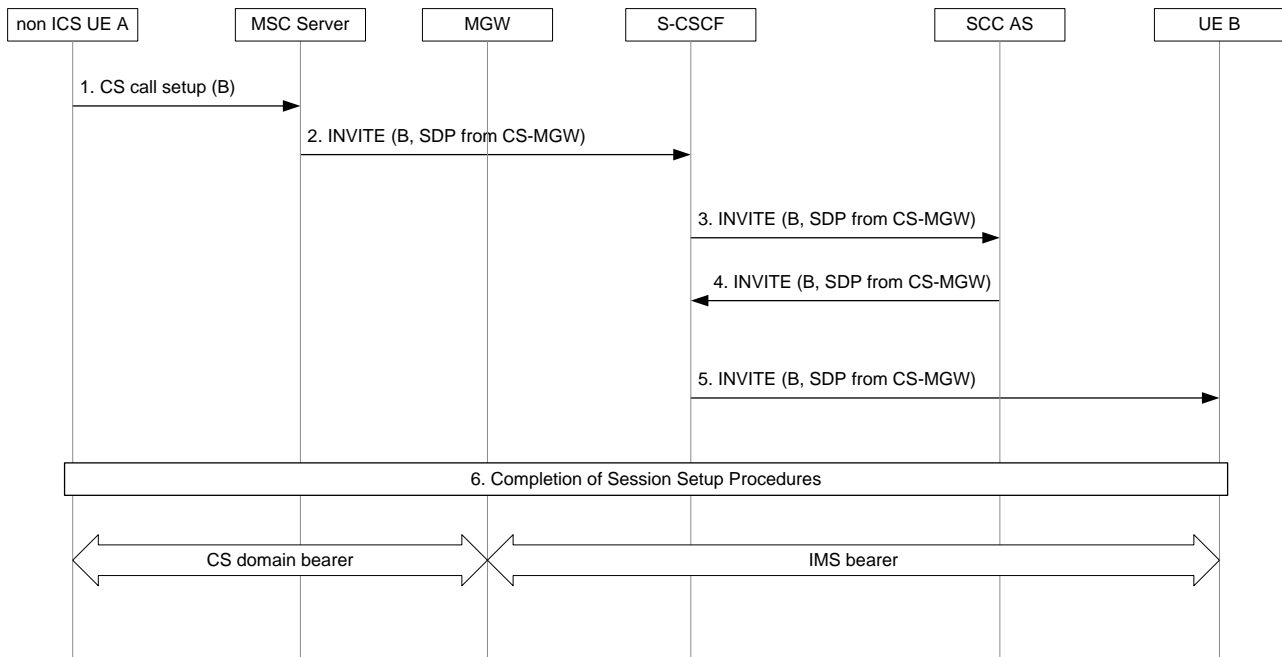 non ICS UE A
MSC Server
MGW
S-CSCF
SCC AS
UE B
1. CS call setup (B)
2. INVITE (B, SDP from CS-MGW)
3. INVITE (B, SDP from CS-MGW)
4. INVITE (B, SDP from CS-MGW)
5. INVITE (B, SDP from CS-MGW)
6. Completion of Session Setup Procedures
CS domain bearer
IMS bearer